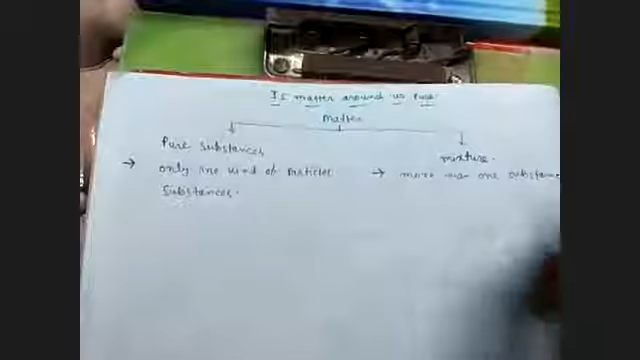 Is matter around us Pure
Matter
Pure Substances
mixture.
→ only one kind of Particles
Substances.
→ more than one substance